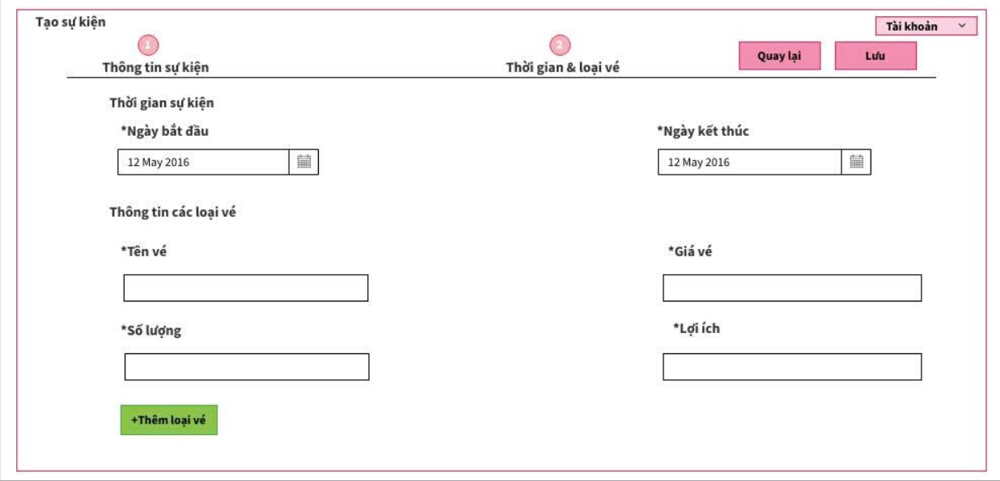 Tạo sự kiện
Tài khoản
1
2
Quay lại
Lưu
Thông tin sự kiện
Thời gian & loại vé
Thời gian sự kiện
*Ngày bắt đầu
*Ngày kết thúc
12 May 2016
12 May 2016
Thông tin các loại vé
*Tên vé
*Giá vé
*Số lượng
*Lợi ích
+Thêm loại vé